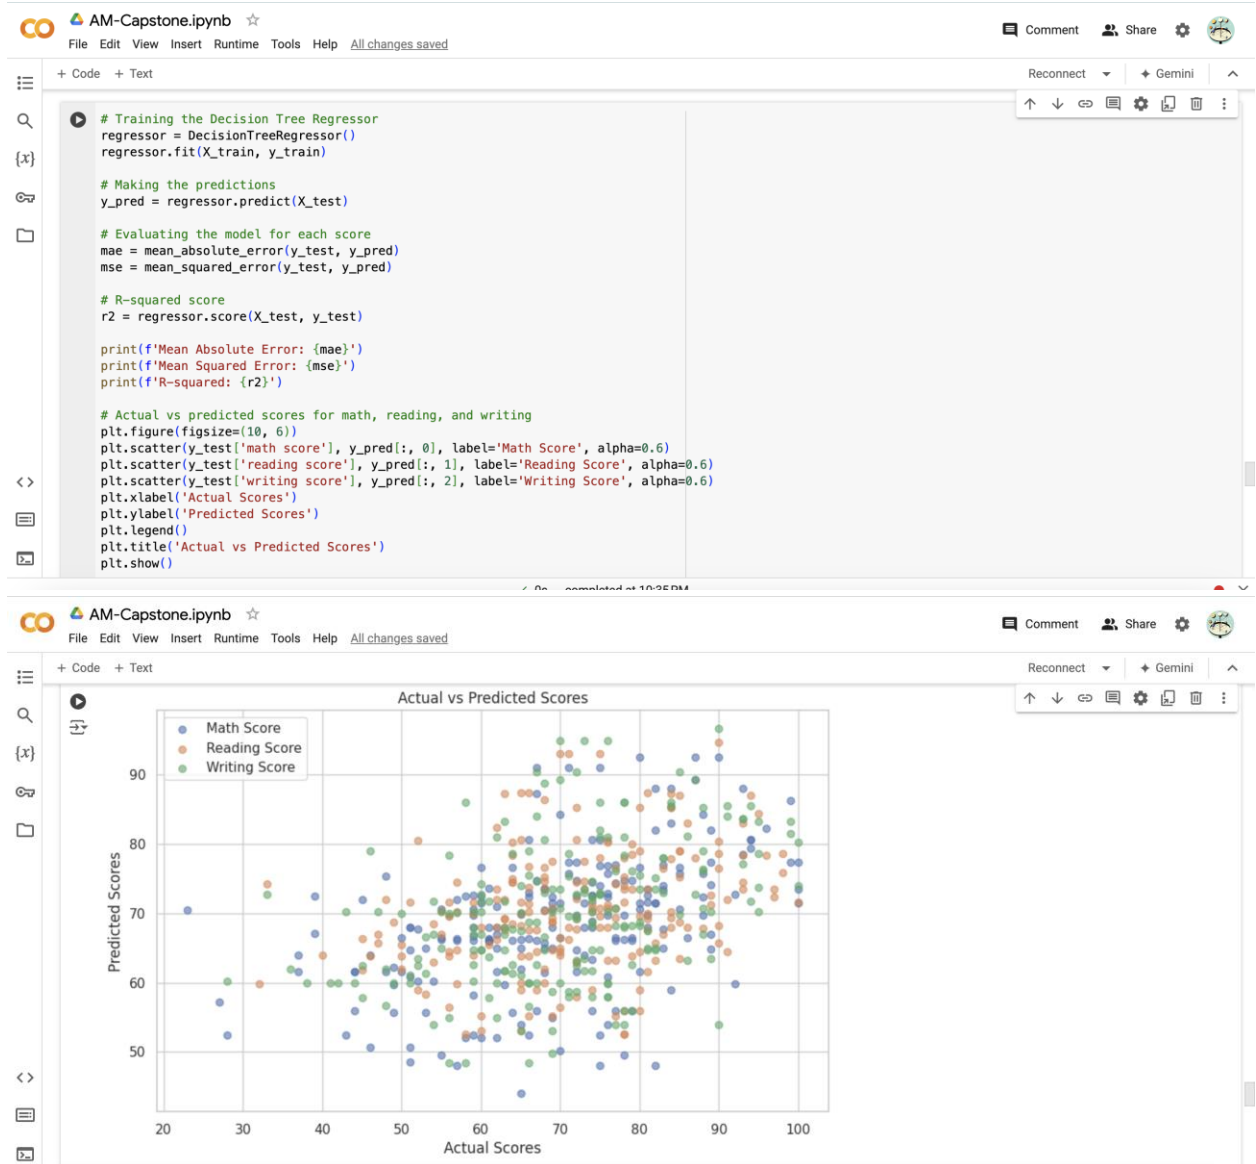 AM-Capstone.ipynb
File Edit View Insert Runtime Tools Help All changes saved
Comment Share
+ Code + Text
Reconnect Gemini
{x}
# Training the Decision Tree Regressor
regressor = DecisionTreeRegressor()
regressor.fit(X_train, y_train)
# Making the predictions
y_pred = regressor.predict(X_test)
# Evaluating the model for each score
mae = mean_absolute_error(y_test, y_pred)
mse = mean_squared_error(y_test, y_pred)
# R-squared score
r2 = regressor.score(X_test, y_test)
print(f'Mean Absolute Error: {mae}')
print(f'Mean Squared Error: {mse}')
print(f'R-squared: {r2}')
# Actual vs predicted scores for math, reading, and writing
plt.figure(figsize=(10, 6))
plt.scatter(y_test['math score'], y_pred[:, 0], label='Math Score', alpha=0.6)
plt.scatter(y_test['reading score'], y_pred[:, 1], label='Reading Score', alpha=0.6)
plt.scatter(y_test['writing score'], y_pred[:, 2], label='Writing Score', alpha=0.6)
plt.xlabel('Actual Scores')
plt.ylabel('Predicted Scores')
plt.legend()
plt.title('Actual vs Predicted Scores')
plt.show()
0s completed at 10:35 PM
AM-Capstone.ipynb
File Edit View Insert Runtime Tools Help All changes saved
Comment Share
+ Code + Text
Reconnect Gemini
{x}
Actual vs Predicted Scores
Math Score
Reading Score
Writing Score
Predicted Scores
90
80
70
60
50
20 30 40 50 60 70 80 90 100
Actual Scores